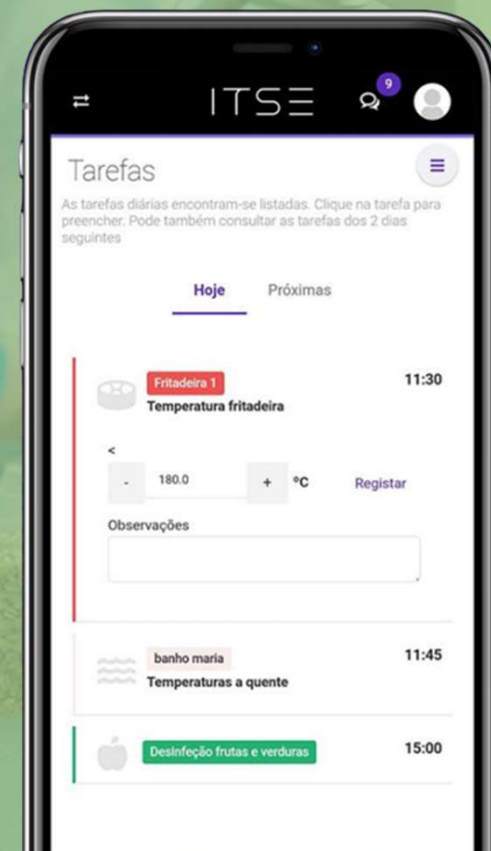 ITSE
9
Tarefas
As tarefas diárias encontram-se listadas. Clique na tarefa para
preencher. Pode também consultar as tarefas dos 2 dias
seguintes
Hoje Próximas
Fritadeira 1 11:30
Temperatura fritadeira
<
- 180.0 + ºC Registar
Observações
banho maria 11:45
Temperaturas a quente
Desinfeção frutas e verduras 15:00